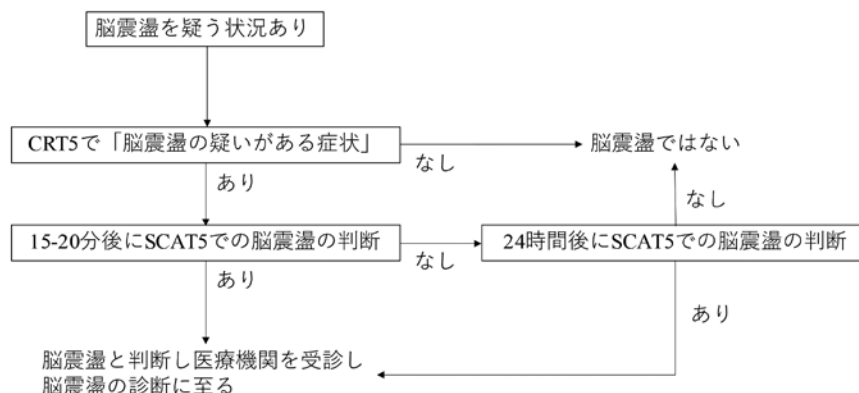 脳震盪を疑う状況あり
CRT5で「脳震盪の疑いがある症状」
なし
脳震盪ではない
あり
なし
15-20分後にSCAT5での脳震盪の判断
なし
24時間後にSCAT5での脳震盪の判断
あり
あり
脳震盪と判断し医療機関を受診し
脳震盪の診断に至る